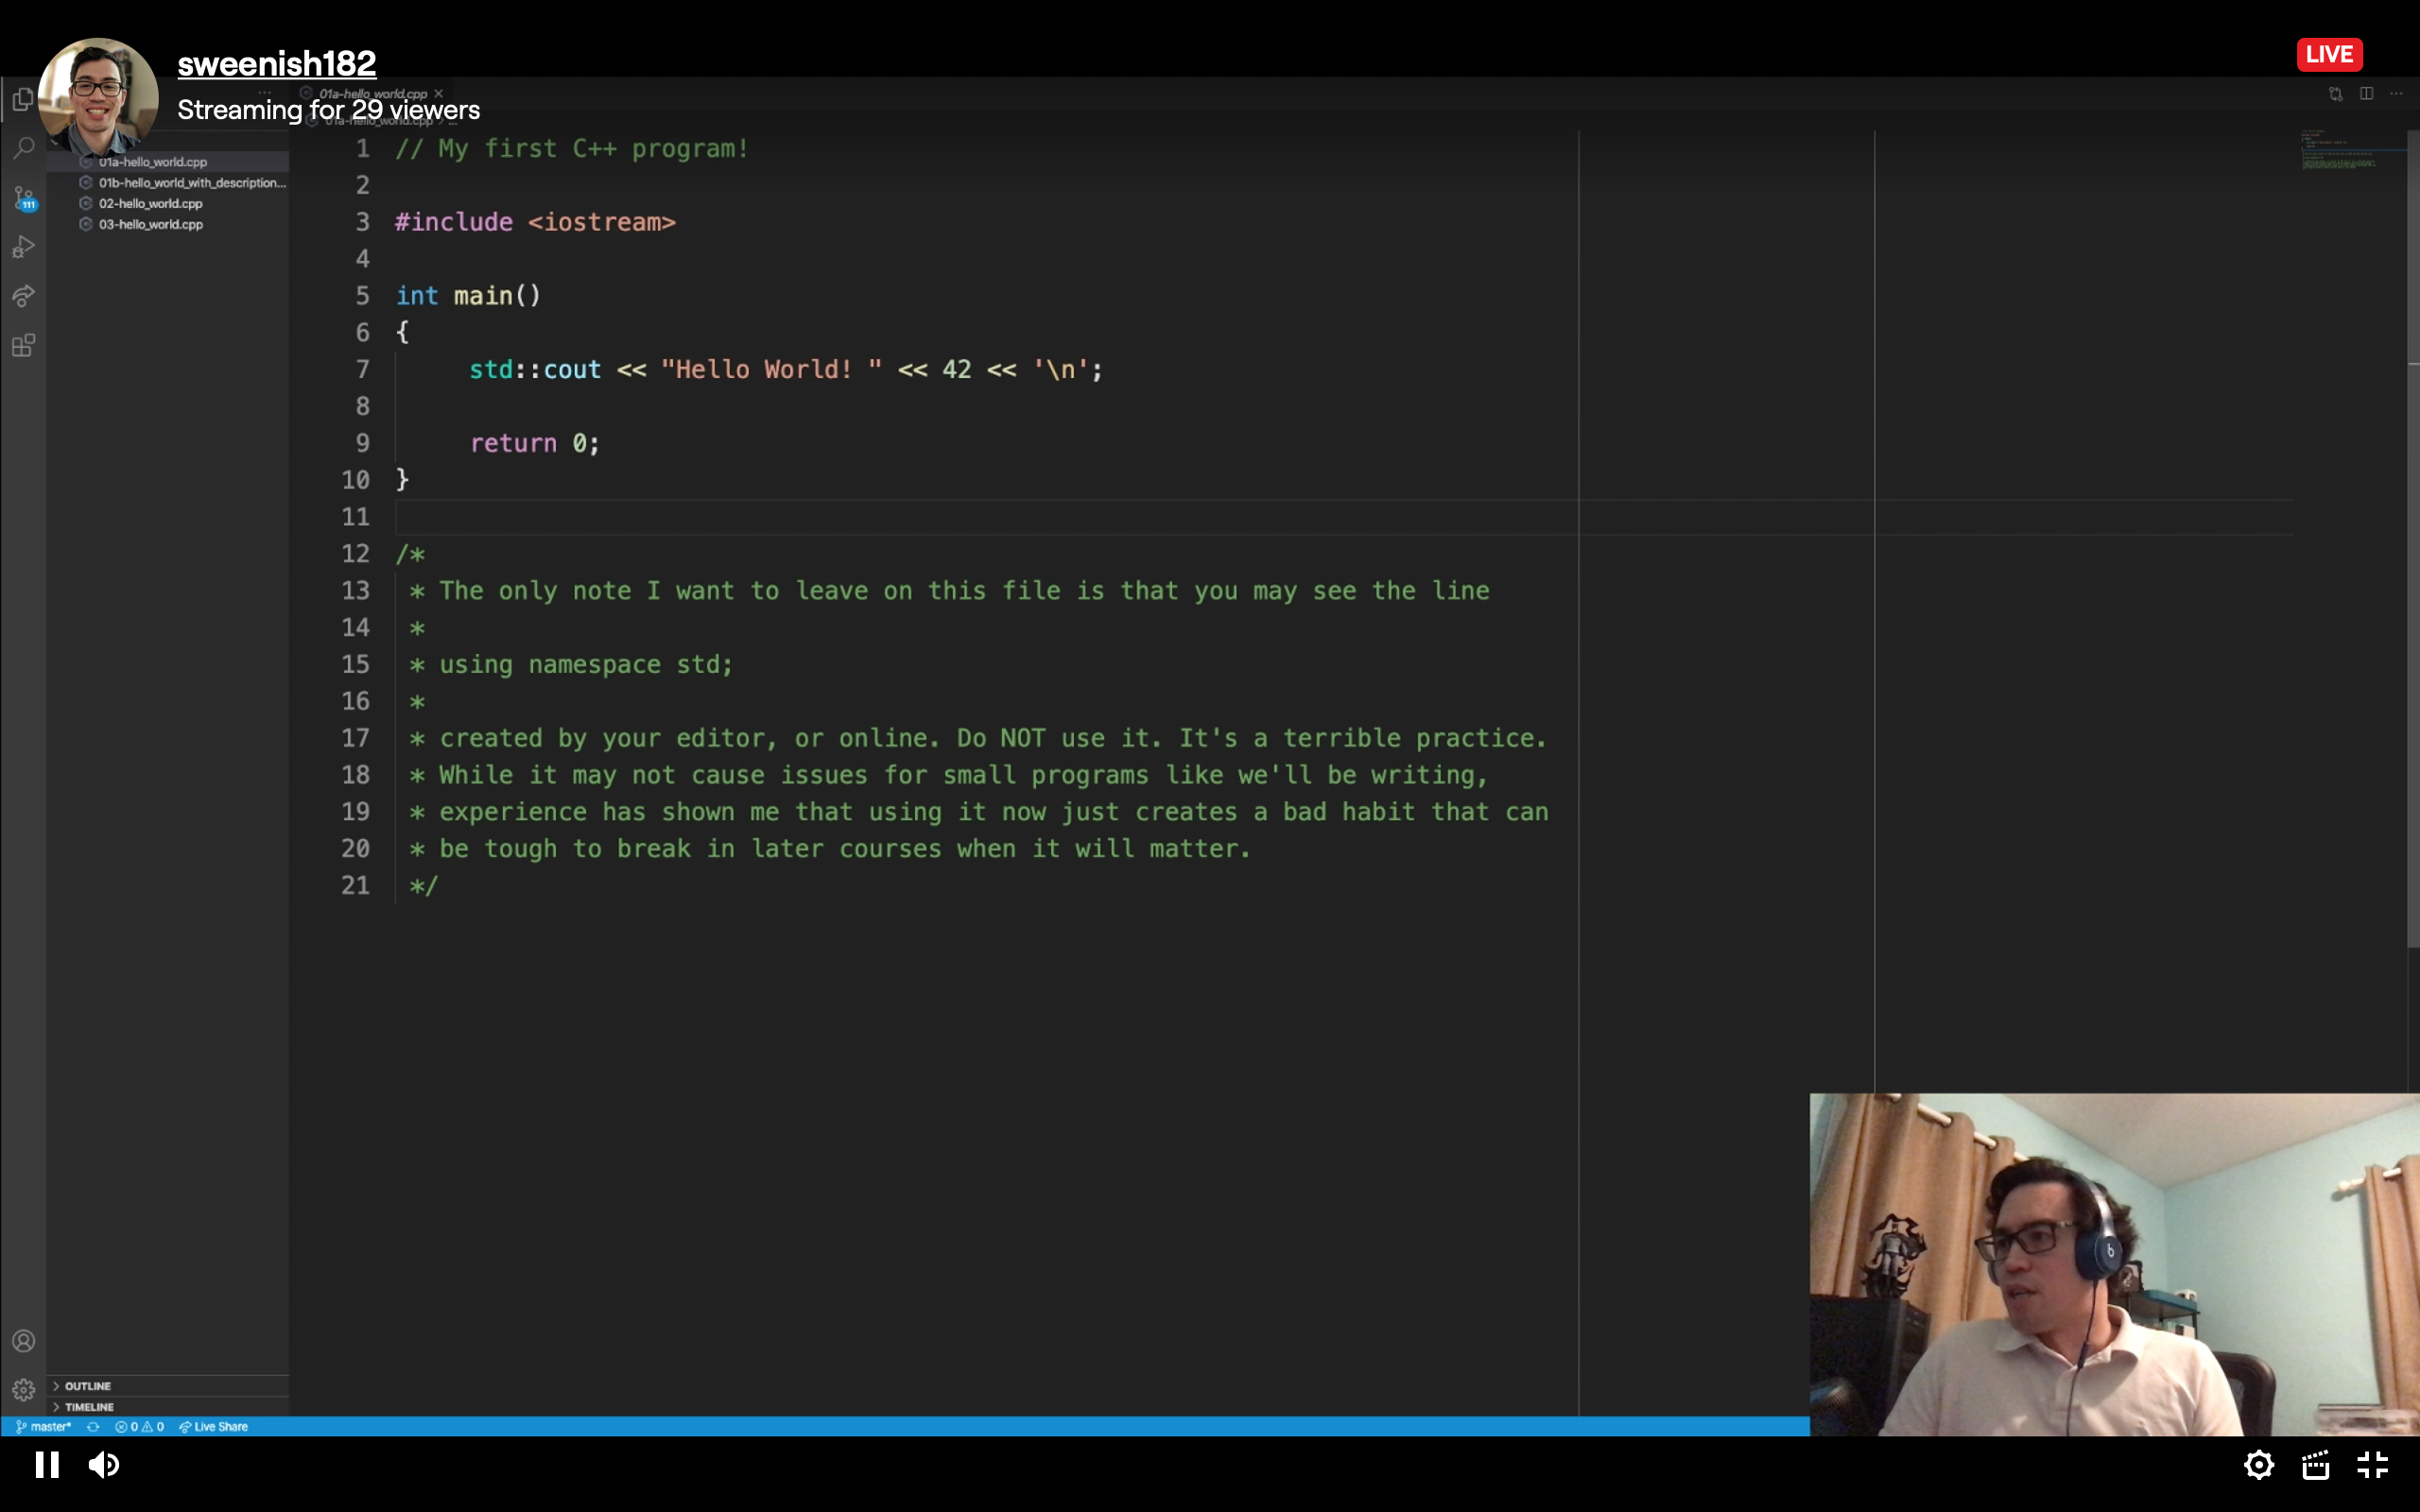 sweenish182
Streaming for 29 viewers
LIVE
01a-hello_world.cpp
01a-hello_world.cpp
01a-hello_world.cpp
01b-hello_world_with_description...
02-hello_world.cpp
03-hello_world.cpp
111
1 // My first C++ program!
2
3 #include <iostream>
4
5 int main()
6 {
7 std::cout << "Hello World! " << 42 << '\n';
8
9 return 0;
10 }
11
12 /*
13 * The only note I want to leave on this file is that you may see the line
14 *
15 * using namespace std;
16 *
17 * created by your editor, or online. Do NOT use it. It's a terrible practice.
18 * While it may not cause issues for small programs like we'll be writing,
19 * experience has shown me that using it now just creates a bad habit that can
20 * be tough to break in later courses when it will matter.
21 */
OUTLINE
TIMELINE
master* 0 0 Live Share
b